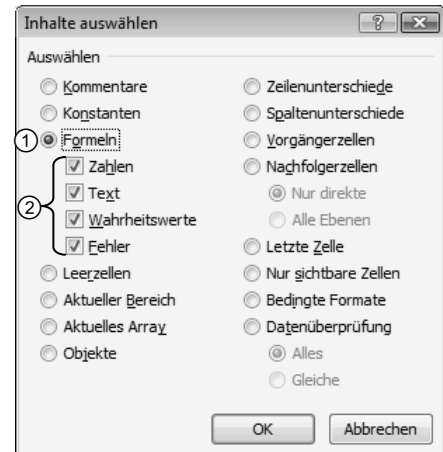 Inhalte auswählen
Auswählen
Kommentare
Konstanten
1 Formeln
2
Zahlen
Text
Wahrheitswerte
Fehler
Leerzellen
Aktueller Bereich
Aktuelles Array
Objekte
Zeilenunterschiede
Spaltenunterschiede
Vorgängerzellen
Nachfolgerzellen
Nur direkte
Alle Ebenen
Letzte Zelle
Nur sichtbare Zellen
Bedingte Formate
Datenüberprüfung
Alles
Gleiche
OK Abbrechen